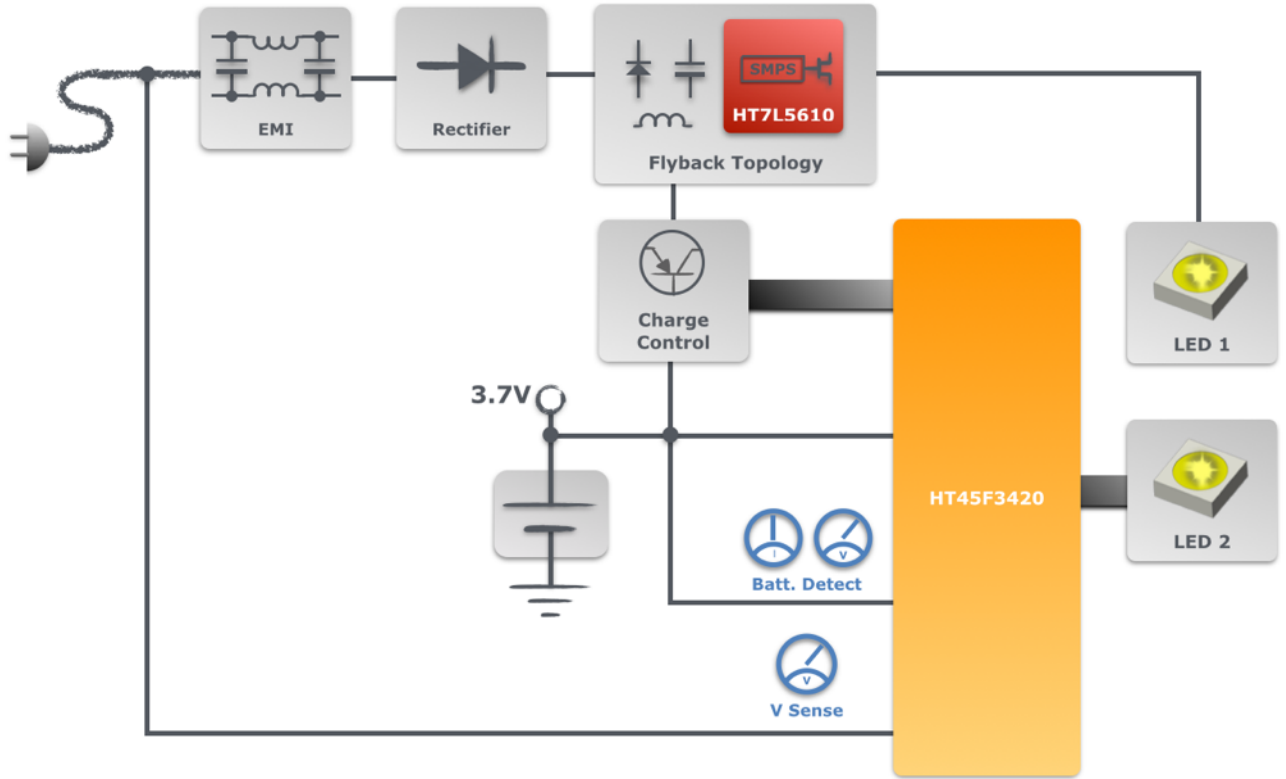 EMI
Rectifier
SMPS
HT7L5610
Flyback Topology
Charge
Control
LED 1
3.7V
HT45F3420
LED 2
I
V
Batt. Detect
V
V Sense